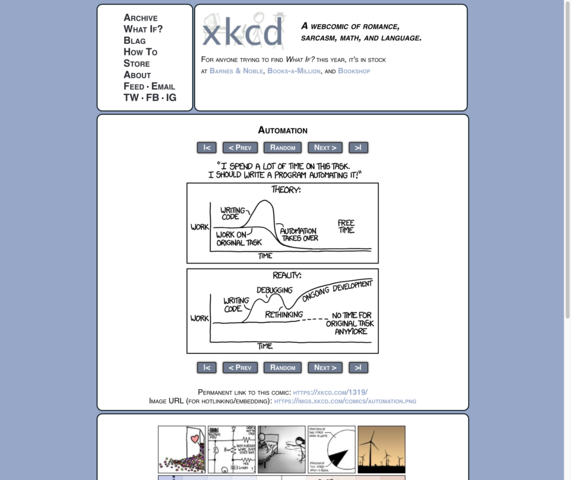 Archive
What If?
Blag
How To
Store
About
Feed · Email
TW · FB · IG
xkcd
A webcomic of romance,
sarcasm, math, and language.
For anyone trying to find What If? this year, it's in stock
at Barnes & Noble, Books-a-Million, and Bookshop
Automation
|< < Prev Random Next > >|
"I SPEND A LOT OF TIME ON THIS TASK.
I SHOULD WRITE A PROGRAM AUTOMATING IT!"
THEORY:
WRITING
CODE
WORK
WORK ON
ORIGINAL TASK
AUTOMATION
TAKES OVER
FREE
TIME
TIME
REALITY:
WRITING
CODE
DEBUGGING
RETHINKING
ONGOING DEVELOPMENT
WORK
NO TIME FOR
ORIGINAL TASK
ANYMORE
TIME
|< < Prev Random Next > >|
Permanent link to this comic: https://xkcd.com/1319/
Image URL (for hotlinking/embedding): https://imgs.xkcd.com/comics/automation.png